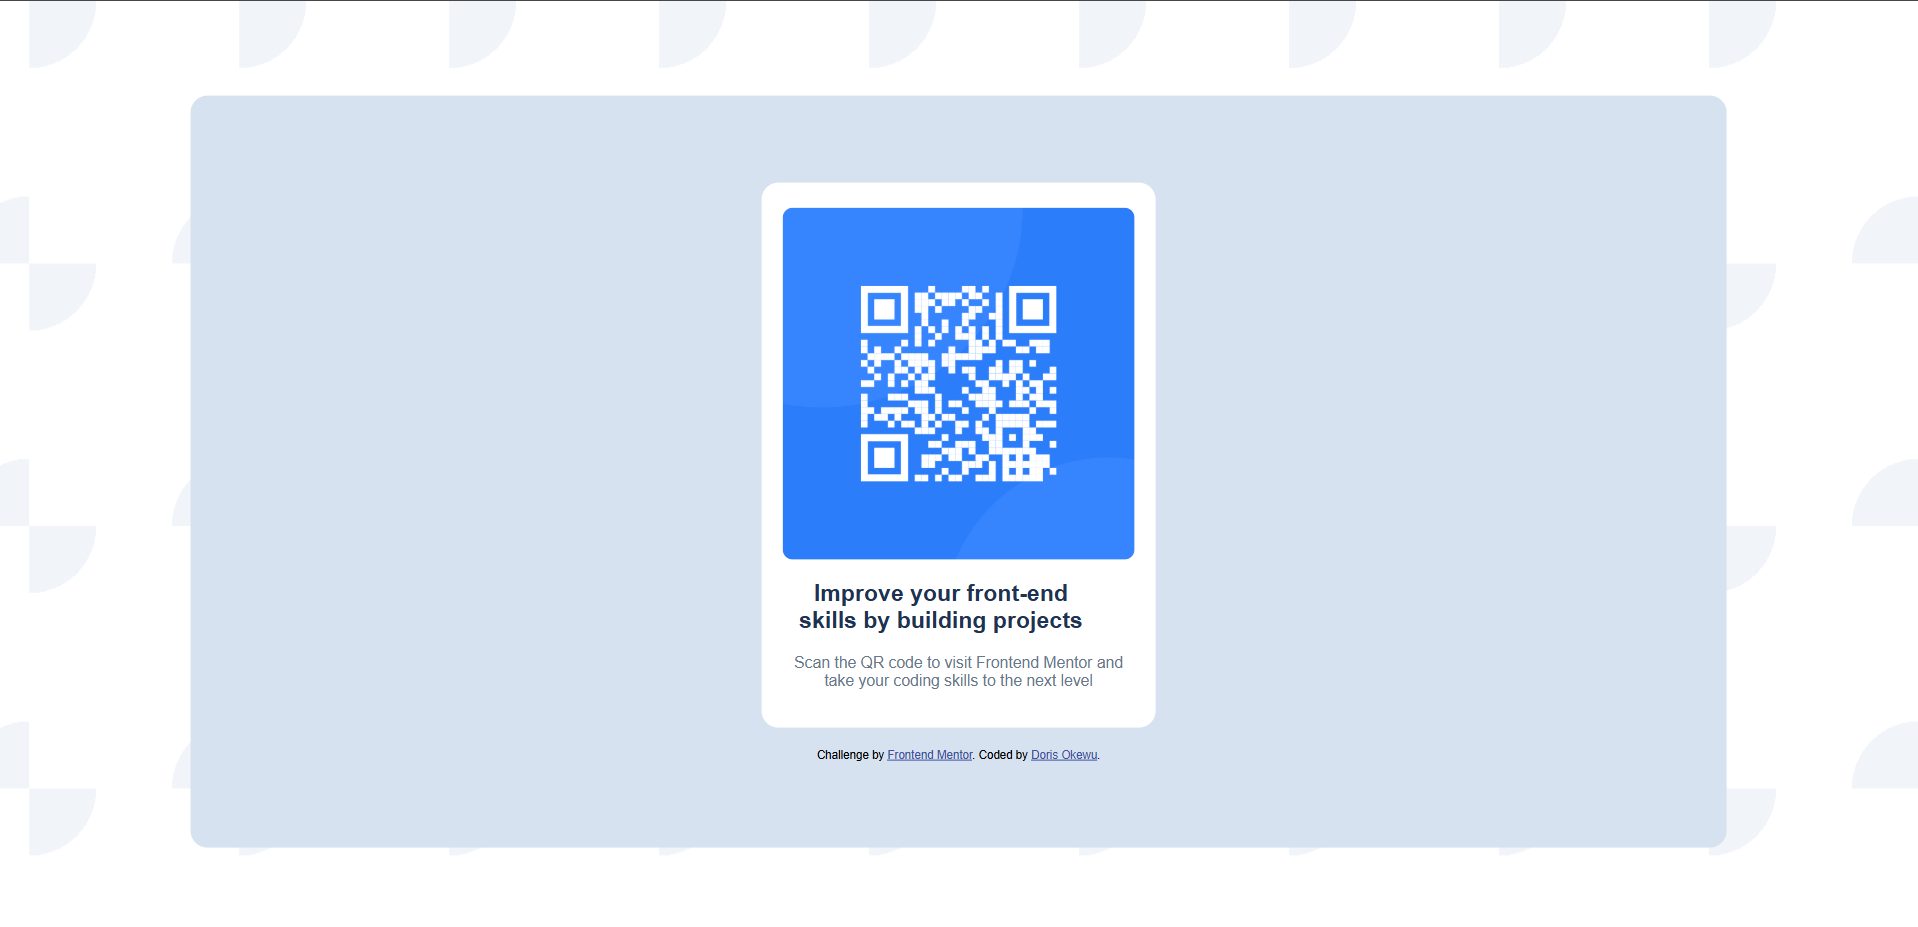 Improve your front-end
skills by building projects
Scan the QR code to visit Frontend Mentor and
take your coding skills to the next level
Challenge by Frontend Mentor. Coded by Doris Okewu.